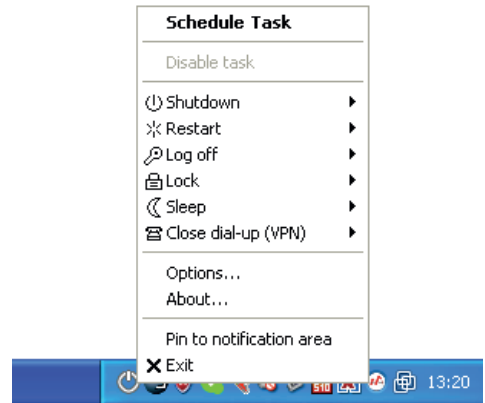 Schedule Task
Disable task
Shutdown
Restart
Log off
Lock
Sleep
Close dial-up (VPN)
Options...
About...
Pin to notification area
Exit
510
13:20